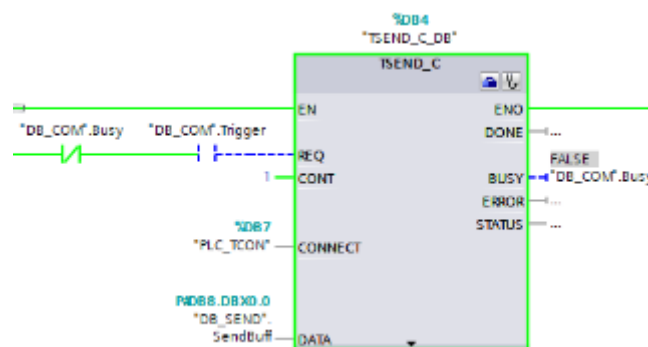 %DB4
"TSEND_C_DB"
TSEND_C
EN
ENO
DONE
...
"DB_COM".Busy
"DB_COM".Trigger
REQ
FALSE
1
CONT
BUSY
"DB_COM".Busy
ERROR
...
%DB7
STATUS
...
"PLC_TCON"
CONNECT
P#DB8.DBX0.0
"DB_SEND".
SendBuff
DATA